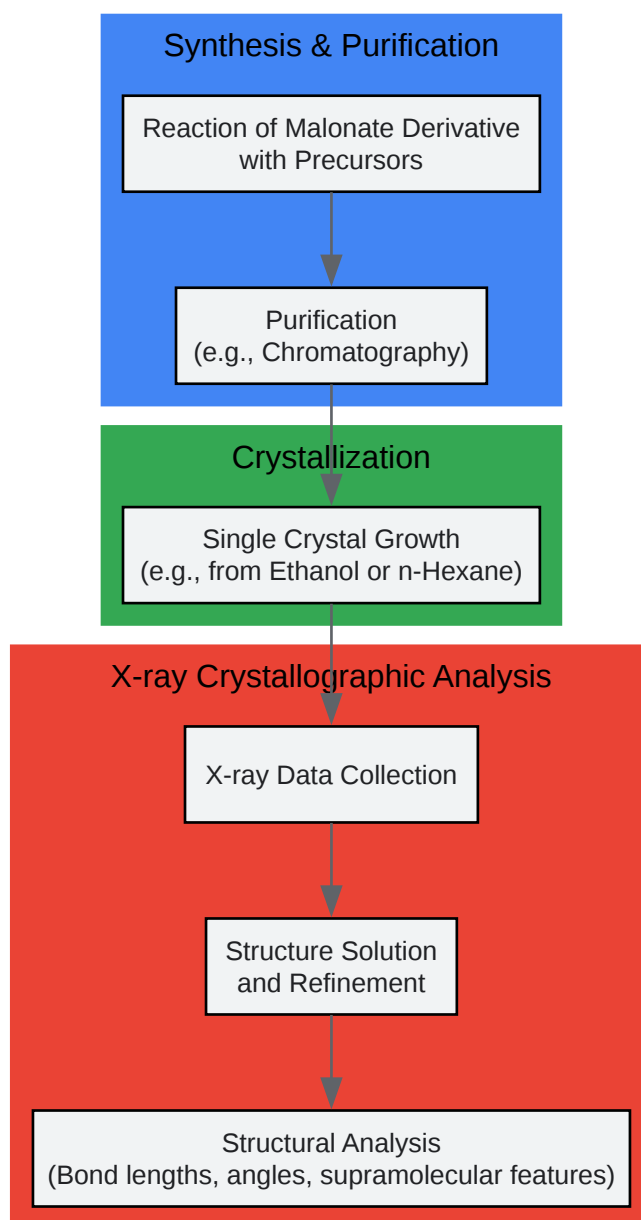 Synthesis & Purification
Reaction of Malonate Derivative
with Precursors
Purification
(e.g., Chromatography)
Crystallization
Single Crystal Growth
(e.g., from Ethanol or n-Hexane)
X-ray Crystallographic Analysis
X-ray Data Collection
Structure Solution
and Refinement
Structural Analysis
(Bond lengths, angles, supramolecular features)